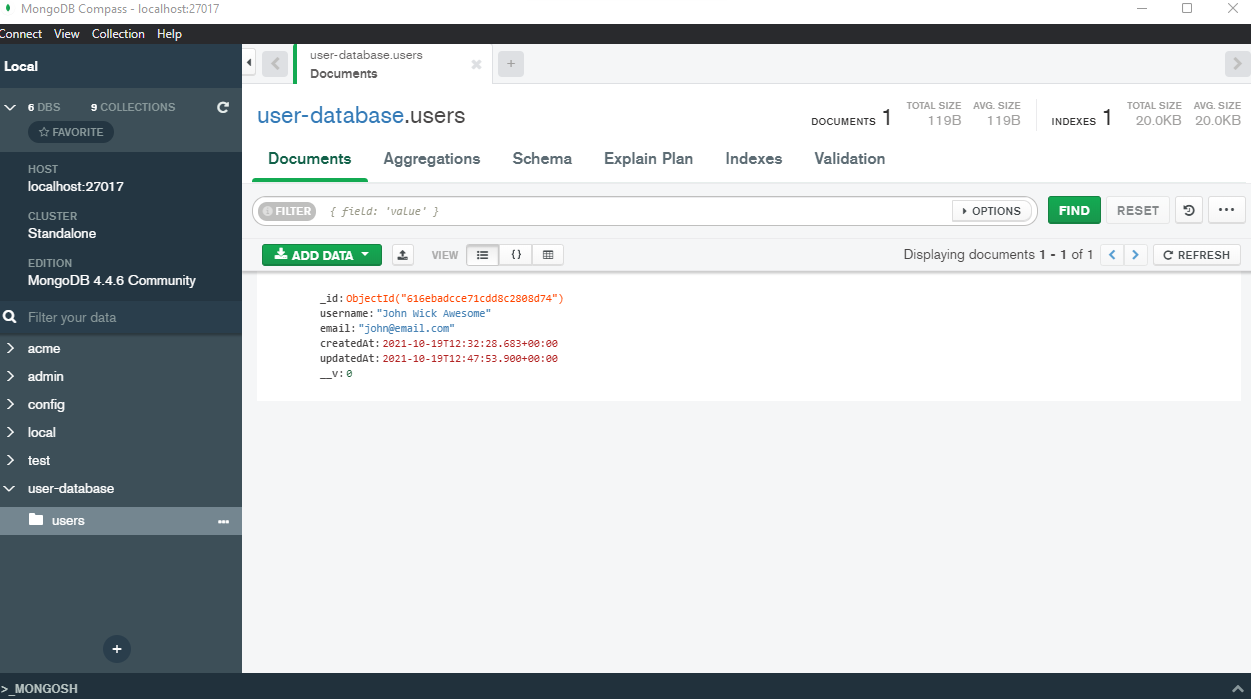 MongoDB Compass - localhost:27017
Connect View Collection Help
Local
6 DBS 9 COLLECTIONS
FAVORITE
HOST
localhost:27017
CLUSTER
Standalone
EDITION
MongoDB 4.4.6 Community
Filter your data
acme
admin
config
local
test
user-database
users
user-database.users
Documents
user-database.users
DOCUMENTS 1 TOTAL SIZE 119B AVG. SIZE 119B
INDEXES 1 TOTAL SIZE 20.0KB AVG. SIZE 20.0KB
Documents Aggregations Schema Explain Plan Indexes Validation
FILTER { field: 'value' } OPTIONS FIND RESET
ADD DATA VIEW {} Displaying documents 1 - 1 of 1 REFRESH
_id:ObjectId("616ebadcce71cdd8c2808d74")
username:"John Wick Awesome"
email:"john@email.com"
createdAt:2021-10-19T12:32:28.683+00:00
updatedAt:2021-10-19T12:47:53.900+00:00
__v:0
>_MONGOSH